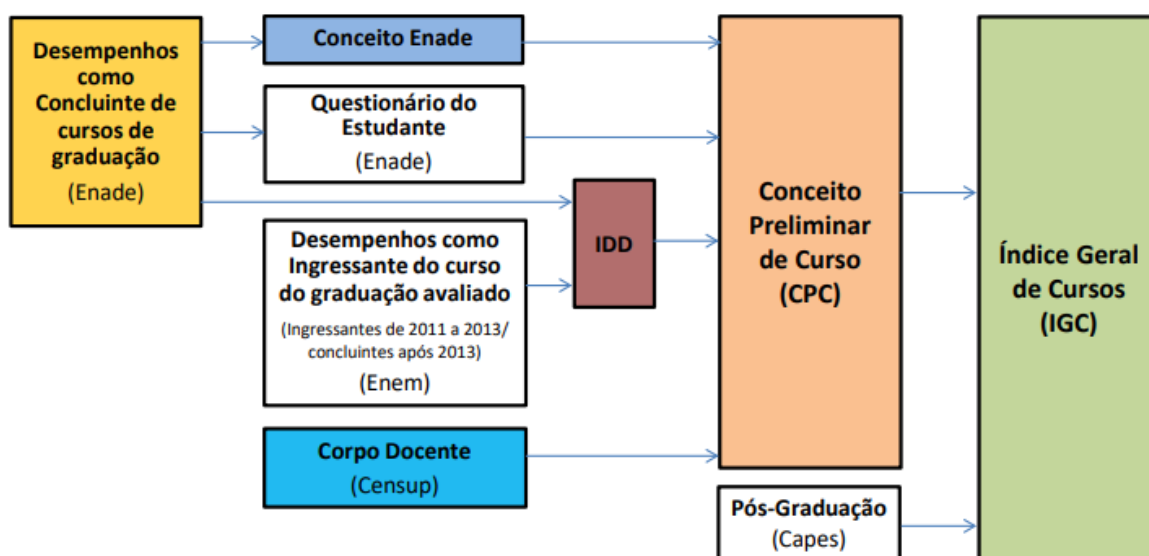 Desempenhos
como
Concluinte de
cursos de
graduação
(Enade)
Conceito Enade
Questionário do
Estudante
(Enade)
Desempenhos como
Ingressante do curso
do graduação avaliado
(Ingressantes de 2011 a 2013/
concluintes após 2013)
(Enem)
Corpo Docente
(Censup)
IDD
Conceito
Preliminar
de Curso
(CPC)
Pós-Graduação
(Capes)
Índice Geral
de Cursos
(IGC)